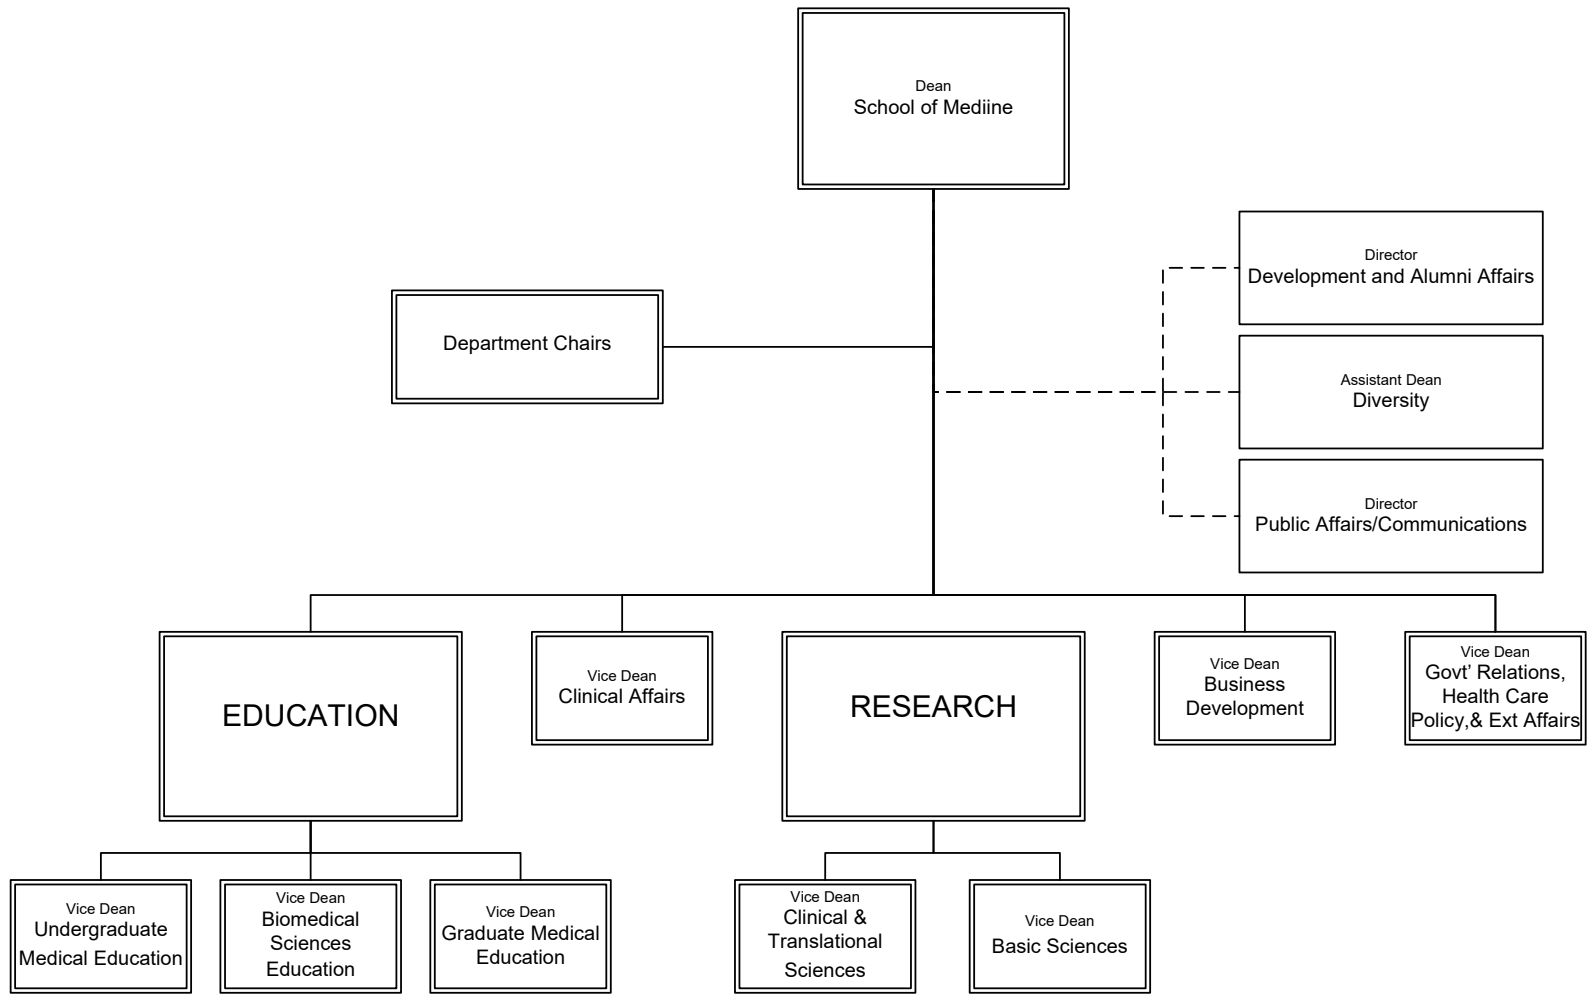 Dean
School of Mediine
Director
Development and Alumni Affairs
Department Chairs
Assistant Dean
Diversity
Director
Public Affairs/Communications
EDUCATION
Vice Dean
Clinical Affairs
RESEARCH
Vice Dean
Business
Development
Vice Dean
Govt’ Relations,
Health Care
Policy,& Ext Affairs
Vice Dean
Undergraduate
Medical Education
Vice Dean
Biomedical
Sciences
Education
Vice Dean
Graduate Medical
Education
Vice Dean
Clinical &
Translational
Sciences
Vice Dean
Basic Sciences